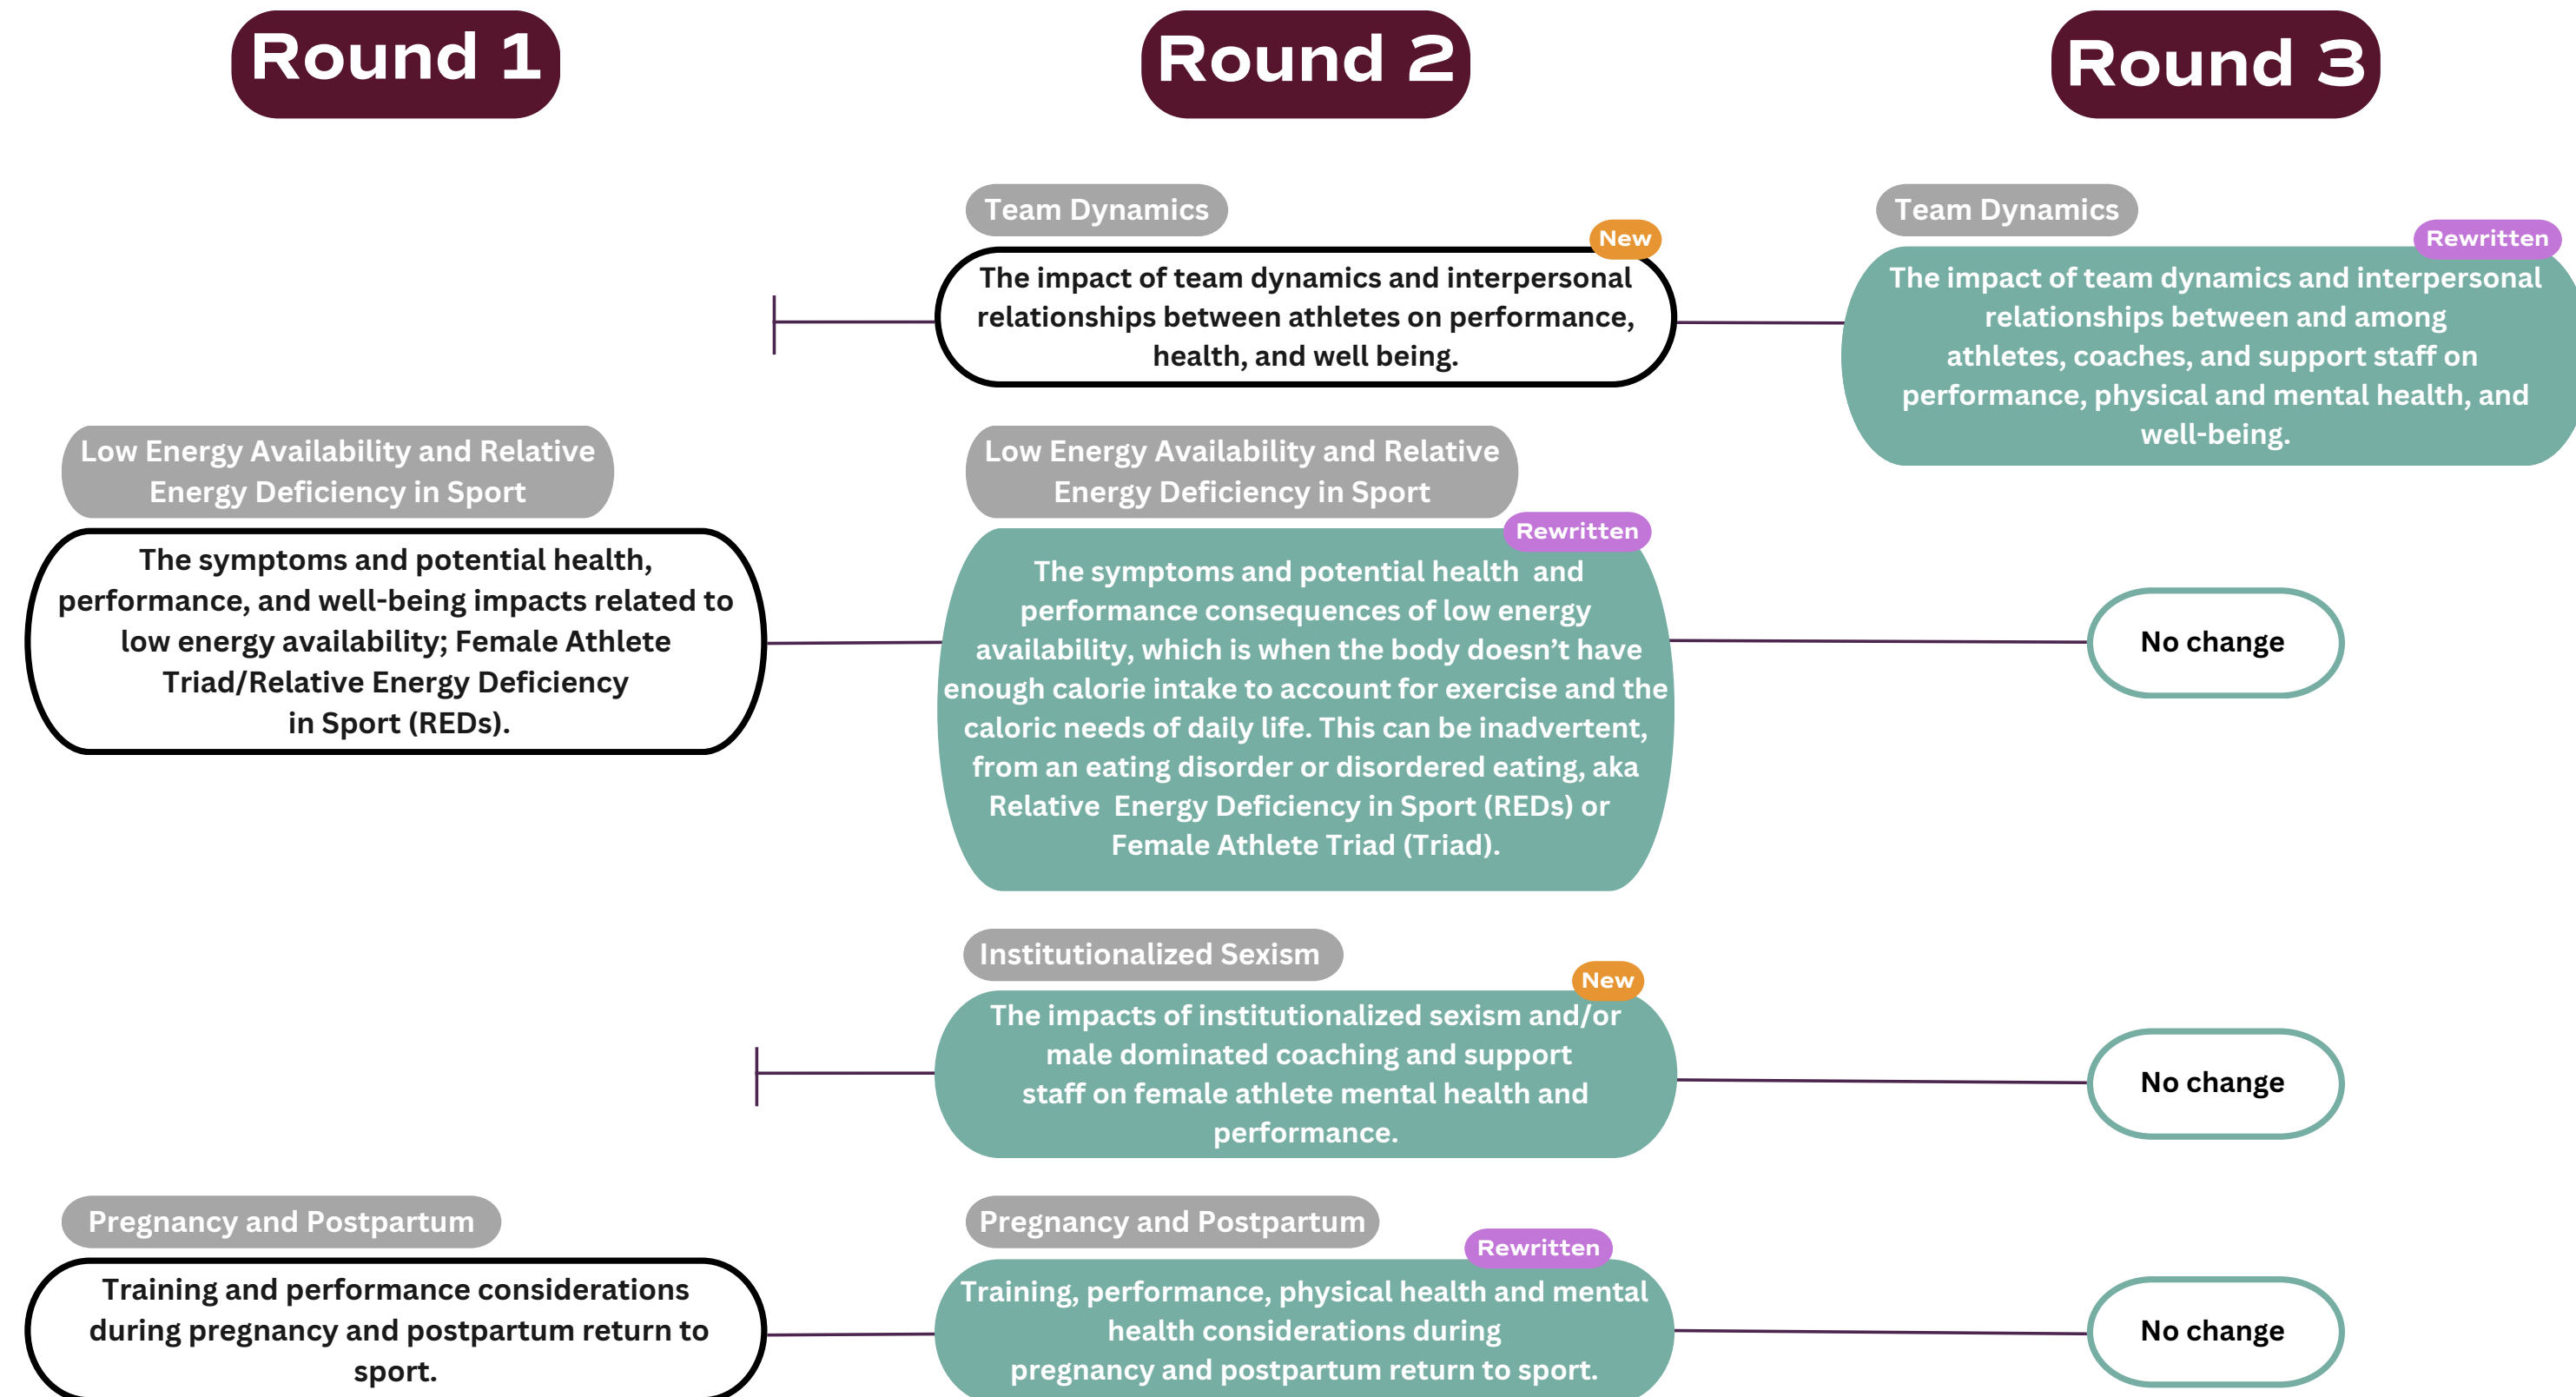 Round 1
Round 2
Round 3
Team Dynamics
New
The impact of team dynamics and interpersonal
relationships between athletes on performance,
health, and well being.
Team Dynamics
Rewritten
The impact of team dynamics and interpersonal
relationships between and among
athletes, coaches, and support staff on
performance, physical and mental health, and
well-being.
Low Energy Availability and Relative
Energy Deficiency in Sport
The symptoms and potential health,
performance, and well-being impacts related to
low energy availability; Female Athlete
Triad/Relative Energy Deficiency
in Sport (REDs).
Low Energy Availability and Relative
Energy Deficiency in Sport
Rewritten
The symptoms and potential health  and
performance consequences of low energy
availability, which is when the body doesn’t have
enough calorie intake to account for exercise and the
caloric needs of daily life. This can be inadvertent,
from an eating disorder or disordered eating, aka
Relative  Energy Deficiency in Sport (REDs) or
Female Athlete Triad (Triad).
No change
Institutionalized Sexism
New
The impacts of institutionalized sexism and/or
male dominated coaching and support
staff on female athlete mental health and
performance.
No change
Pregnancy and Postpartum
Training and performance considerations
during pregnancy and postpartum return to
sport.
Pregnancy and Postpartum
Rewritten
Training, performance, physical health and mental
health considerations during
pregnancy and postpartum return to sport.
No change